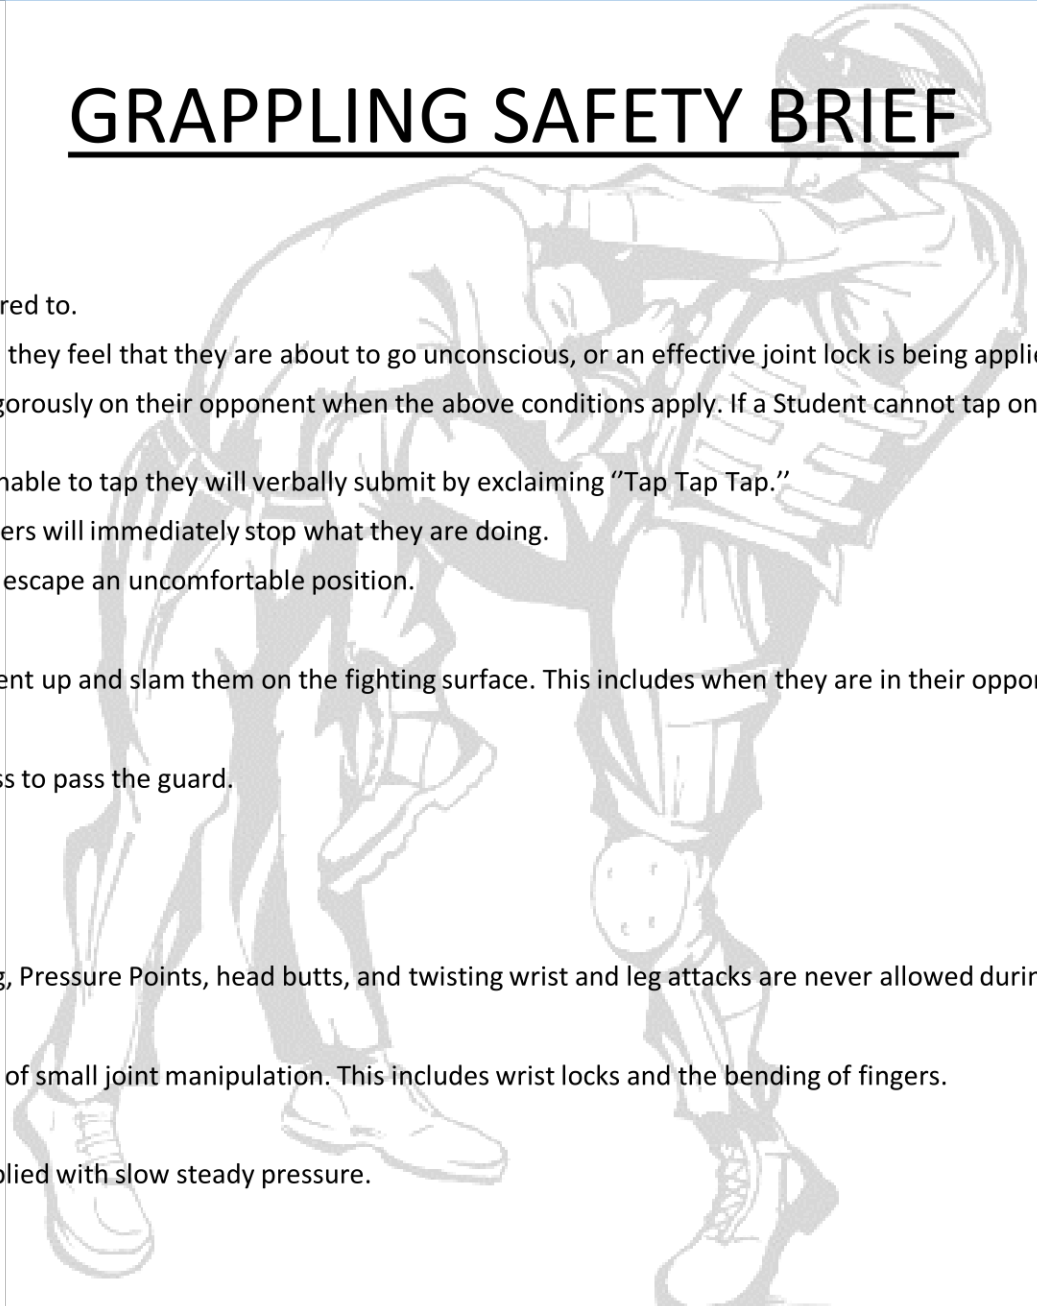 GRAPPLING SAFETY BRIEF
red to.
they feel that they are about to go unconscious, or an effective joint lock is being applie
gorously on their opponent when the above conditions apply. If a Student cannot tap on
nable to tap they will verbally submit by exclaiming “Tap Tap Tap.”
ers will immediately stop what they are doing.
escape an uncomfortable position.
ent up and slam them on the fighting surface. This includes when they are in their oppo
ss to pass the guard.
g, Pressure Points, head butts, and twisting wrist and leg attacks are never allowed durin
of small joint manipulation. This includes wrist locks and the bending of fingers.
plied with slow steady pressure.